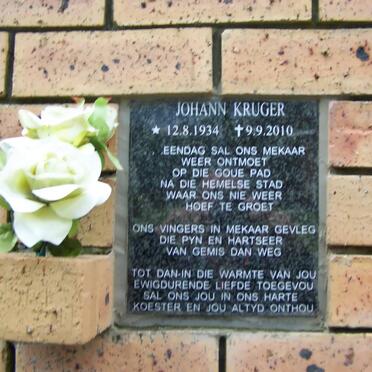 JOHANN KRUGER
★ 12.8.1934 ✝ 9.9.2010
...EENDAG SAL ONS MEKAAR
WEER ONTMOET
OP DIE GOUE PAD
NA DIE HEMELSE STAD
WAAR ONS NIE WEER
HOEF TE GROET
ONS VINGERS IN MEKAAR GEVLEG
DIE PYN EN HARTSEER
VAN GEMIS DAN WEG
TOT DAN-IN DIE WARMTE VAN JOU
EWIGDURENDE LIEFDE TOEGEVOU
SAL ONS JOU IN ONS HARTE
KOESTER EN JOU ALTYD ONTHOU